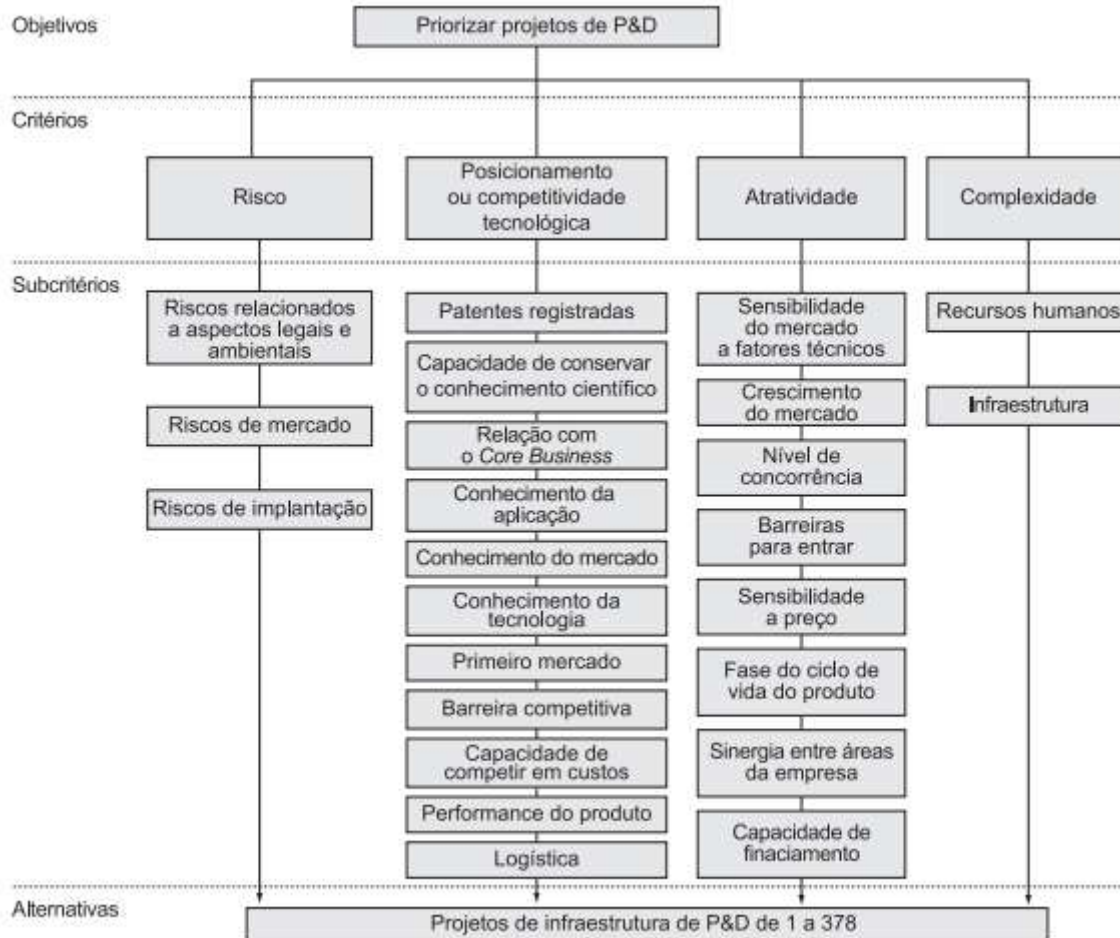 Objetivos
Priorizar projetos de P&D
Critérios
Risco
Posicionamento
ou competitividade
tecnológica
Atratividade
Complexidade
Subcritérios
Riscos relacionados
a aspectos legais e
ambientais
Riscos de mercado
Riscos de implantação
Patentes registradas
Capacidade de conservar
o conhecimento científico
Relação com
o Core Business
Conhecimento da
aplicação
Conhecimento do mercado
Conhecimento da
tecnologia
Primeiro mercado
Barreira competitiva
Capacidade de
competir em custos
Performance do produto
Logística
Sensibilidade
do mercado
a fatores técnicos
Crescimento
do mercado
Nível de
concorrência
Barreiras
para entrar
Sensibilidade
a preço
Fase do ciclo de
vida do produto
Sinergia entre áreas
da empresa
Capacidade de
finaciamento
Recursos humanos
Infraestrutura
Alternativas
Projetos de infraestrutura de P&D de 1 a 378